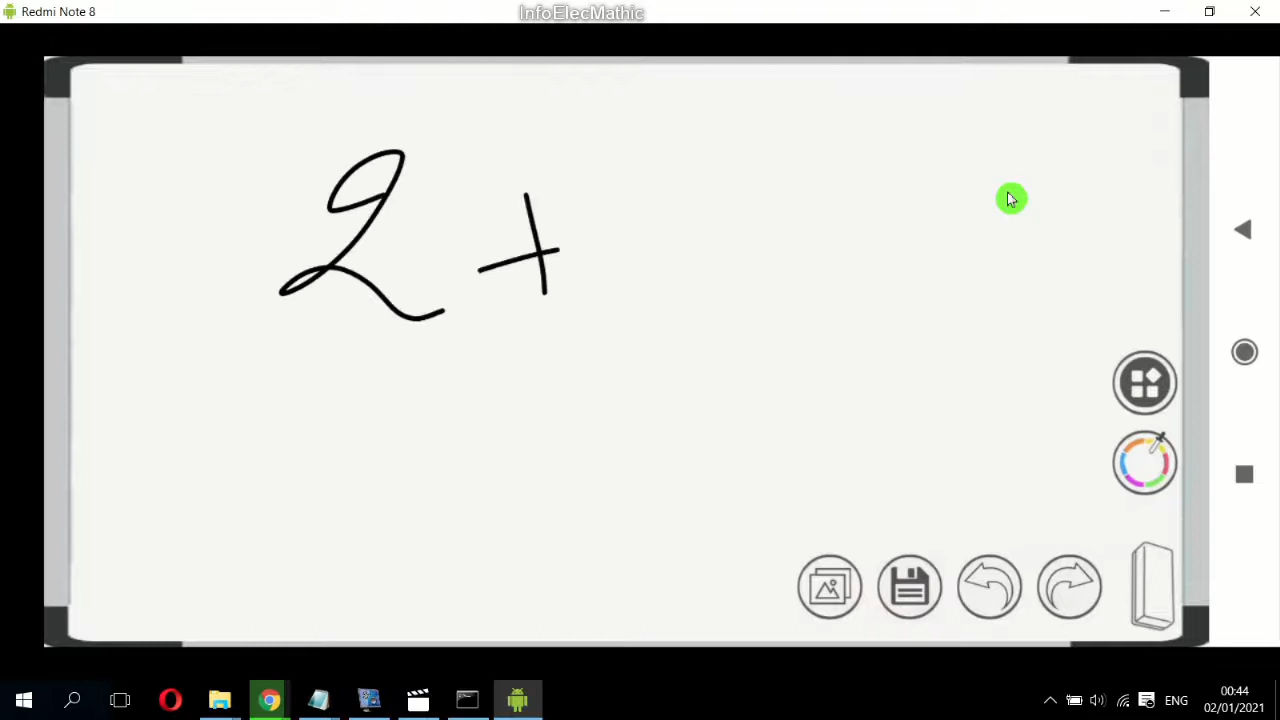 Redmi Note 8
InfoElecMathic
2 +
ENG
00:44
02/01/2021